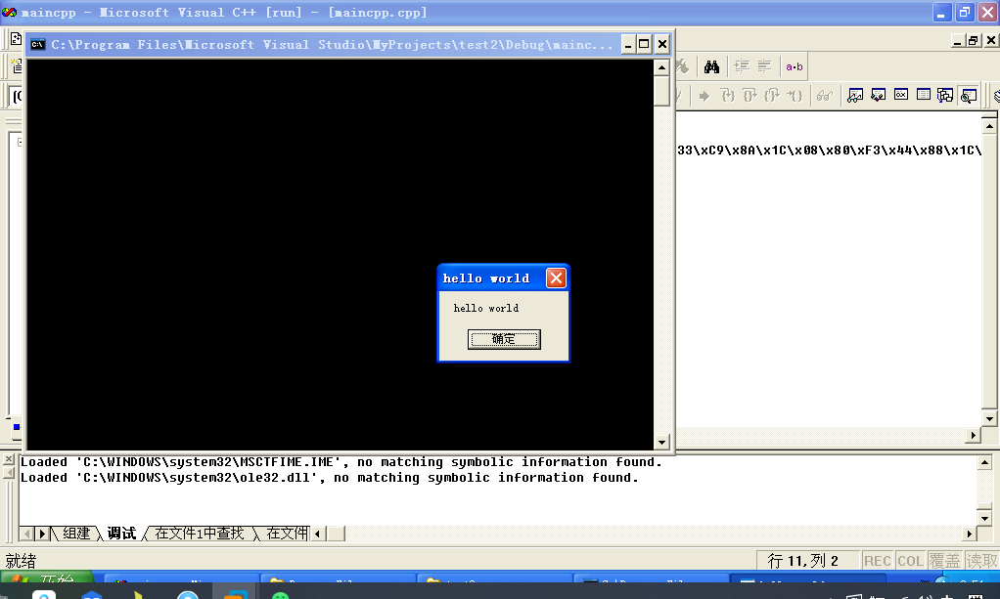 maincpp - Microsoft Visual C++ [run] - [maincpp.cpp]
C:\Program Files\Microsoft Visual Studio\MyProjects\test2\Debug\mainc...
a·b
33\xC9\x8A\x1C\x08\x80\xF3\x44\x88\x1C\
hello world
hello world
确定
Loaded 'C:\WINDOWS\system32\MSCTFIME.IME', no matching symbolic information found.
Loaded 'C:\WINDOWS\system32\ole32.dll', no matching symbolic information found.
组建 调试 在文件1中查找 在文件
就绪
行 11, 列 2 REC COL 覆盖 读取
开始